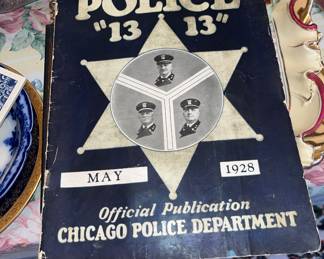 POLICE
"13 13"
MAY
1928
Official Publication
CHICAGO POLICE DEPARTMENT